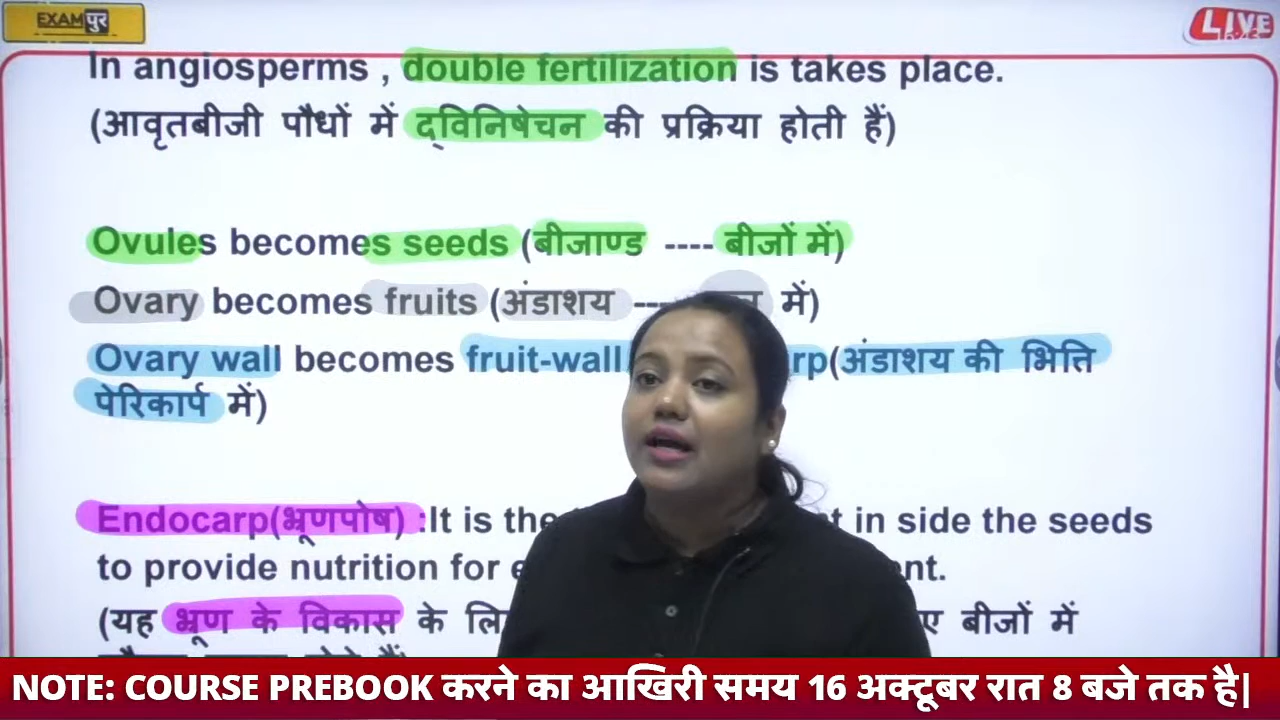 EXAM पुर
LIVE
In angiosperms , double fertilization is takes place.
(आवृतबीजी पौधों में द्विनिषेचन की प्रक्रिया होती हैं)
Ovules becomes seeds (बीजाण्ड ---- बीजों में)
Ovary becomes fruits (अंडाशय --- में)
Ovary wall becomes fruit-wall rp(अंडाशय की भित्ति
पेरिकार्प में)
Endocarp(भ्रूणपोष) :It is the in side the seeds
to provide nutrition for
(यह भ्रूण के विकास के बीजों में
NOTE: COURSE PREBOOK करने का आखिरी समय 16 अक्टूबर रात 8 बजे तक है|